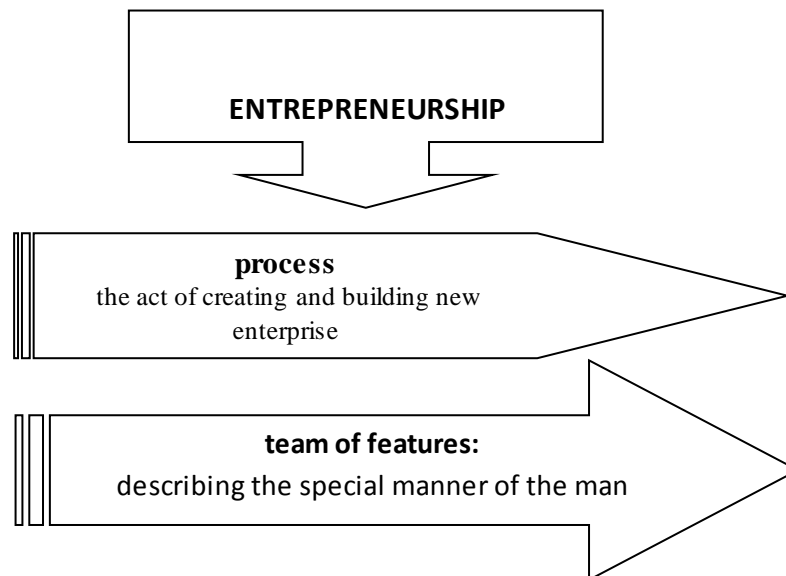 ENTREPRENEURSHIP
process
the act of creating and building new
enterprise
team of features:
describing the special manner of the man